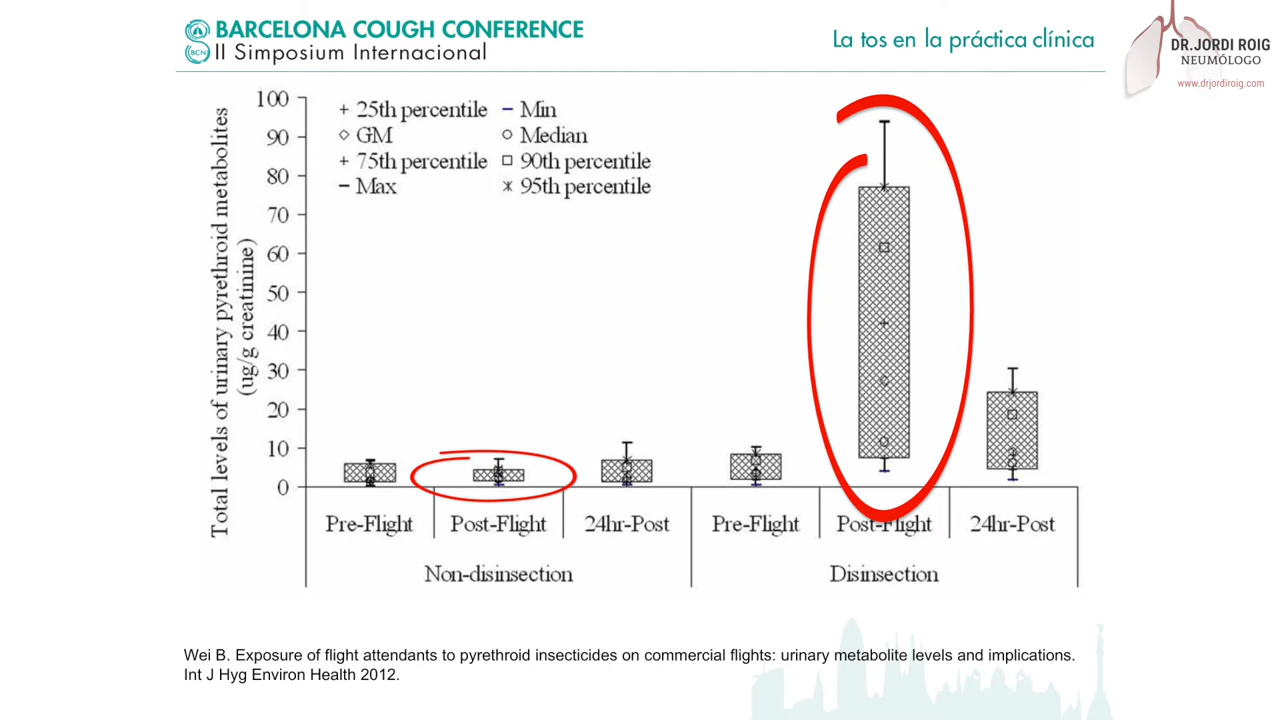 BARCELONA COUGH CONFERENCE
II Simposium Internacional
BCN
La tos en la práctica clínica
DR.JORDI ROIG
NEUMÓLOGO
www.drjordiroig.com
Total levels of urinary pyrethroid metabolites
(ug/g creatinine)
100
90
80
70
60
50
40
30
20
10
0
+ 25th percentile
– Min
◇ GM
○ Median
+ 75th percentile
□ 90th percentile
– Max
ж 95th percentile
Pre-Flight
Post-Flight
24hr-Post
Pre-Flight
Post-Flight
24hr-Post
Non-disinsection
Disinsection
Wei B. Exposure of flight attendants to pyrethroid insecticides on commercial flights: urinary metabolite levels and implications.
Int J Hyg Environ Health 2012.